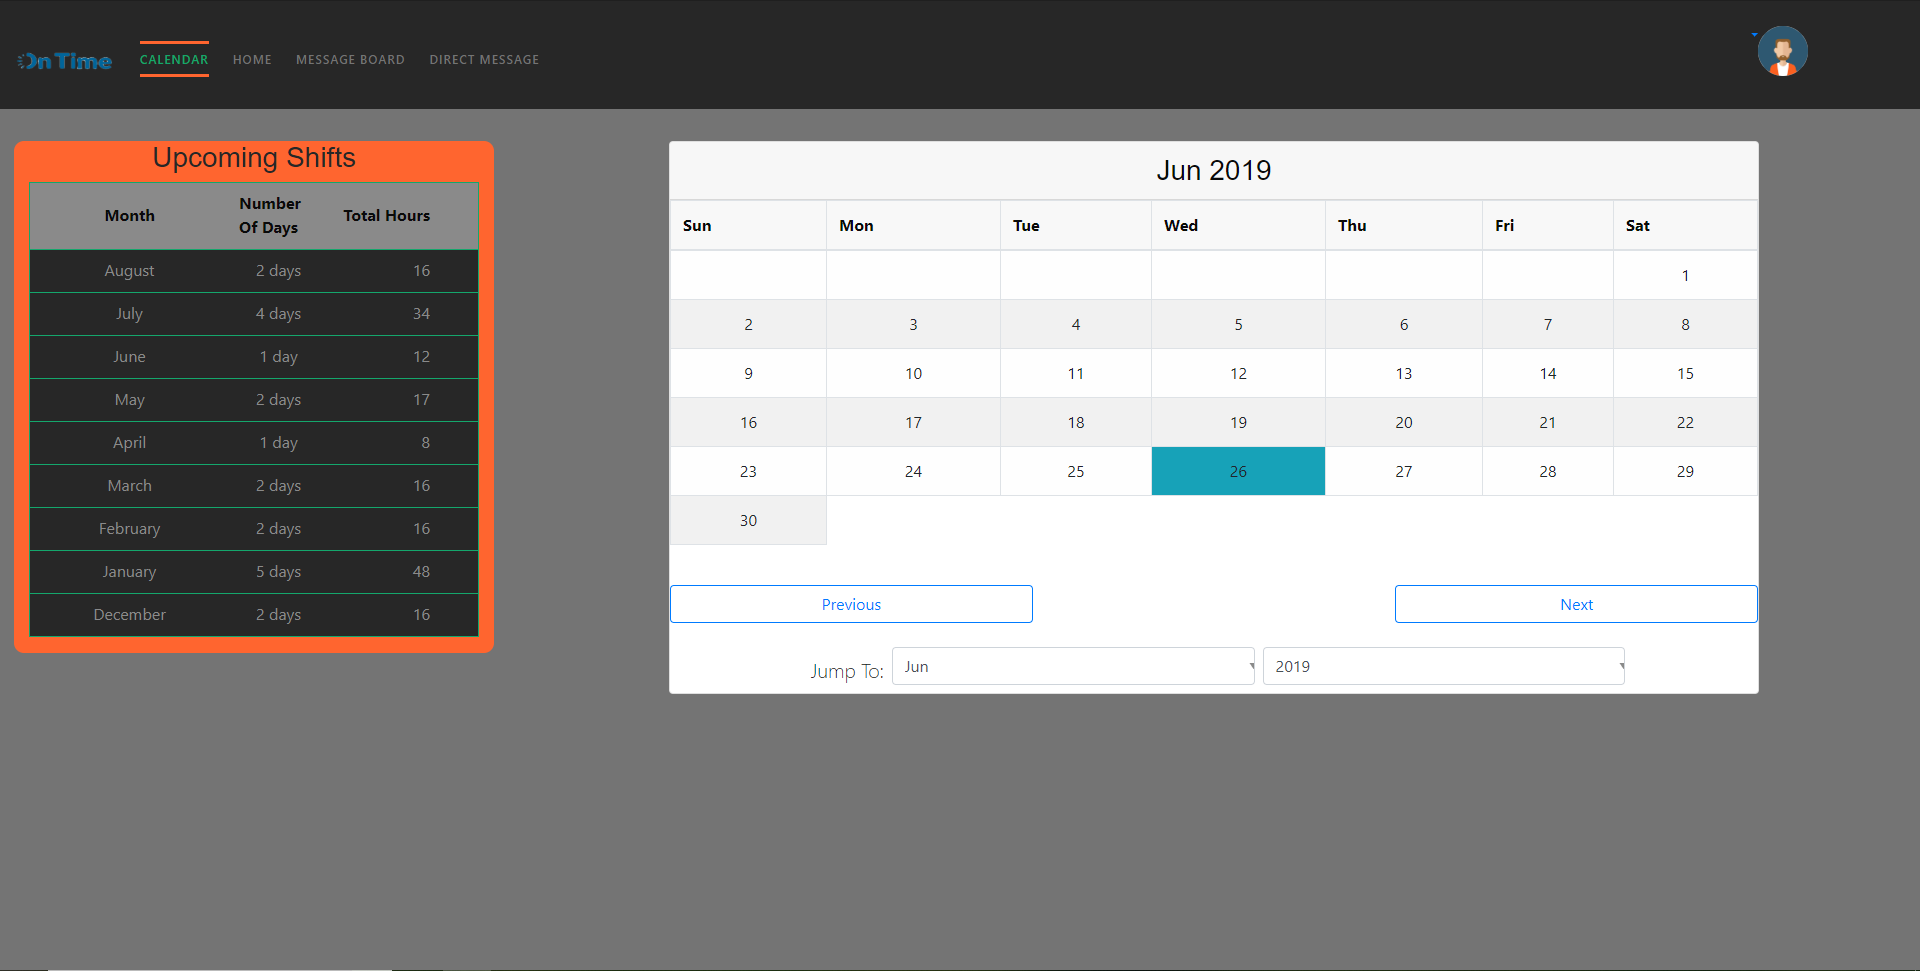 On Time
CALENDAR HOME MESSAGE BOARD DIRECT MESSAGE
Upcoming Shifts
Month Number Of Days Total Hours
August 2 days 16
July 4 days 34
June 1 day 12
May 2 days 17
April 1 day 8
March 2 days 16
February 2 days 16
January 5 days 48
December 2 days 16
Jun 2019
Sun Mon Tue Wed Thu Fri Sat
1
2 3 4 5 6 7 8
9 10 11 12 13 14 15
16 17 18 19 20 21 22
23 24 25 26 27 28 29
30
Previous Next
Jump To: Jun 2019